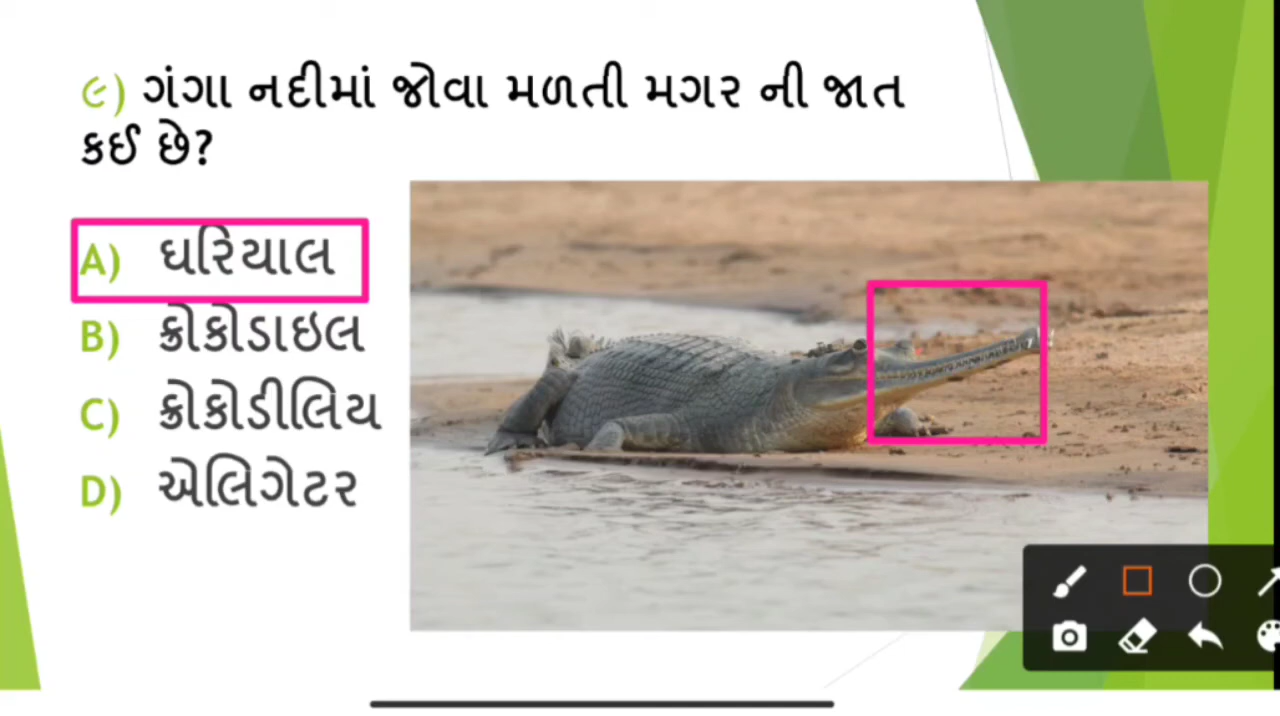 ૯) ગંગા નદીમાં જોવા મળતી મગર ની જાત
કઈ છે?
A) ઘરિયાલ
B) ક્રોકોડાઇલ
C) ક્રોકોડીલિય
D) એલિગેટર